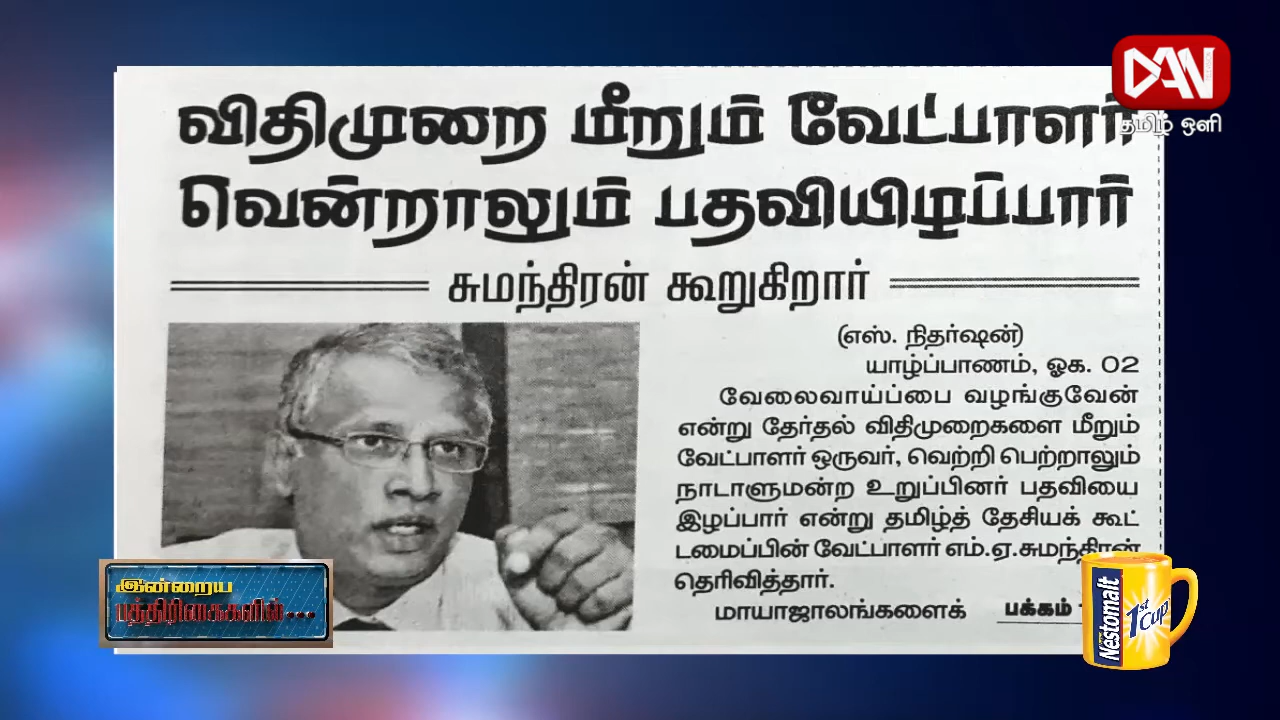 விதிமுறை மீறும் வேட்பாளர்
வென்றாலும் பதவியிழப்பார்
சுமந்திரன் கூறுகிறார்
(எஸ். நிதர்ஷன்)
யாழ்ப்பாணம், ஓக. 02
வேலைவாய்ப்பை வழங்குவேன்
என்று தேர்தல் விதிமுறைகளை மீறும்
வேட்பாளர் ஒருவர், வெற்றி பெற்றாலும்
நாடாளுமன்ற உறுப்பினர் பதவியை
இழப்பார் என்று தமிழ்த் தேசியக் கூட்
டமைப்பின் வேட்பாளர் எம்.ஏ.சுமந்திரன்
தெரிவித்தார்.
மாயாஜாலங்களைக் பக்கம்
DAN
தமிழ் ஒளி
இன்றைய
பத்திரிகைகளில்...
Nestomalt
1st Cup